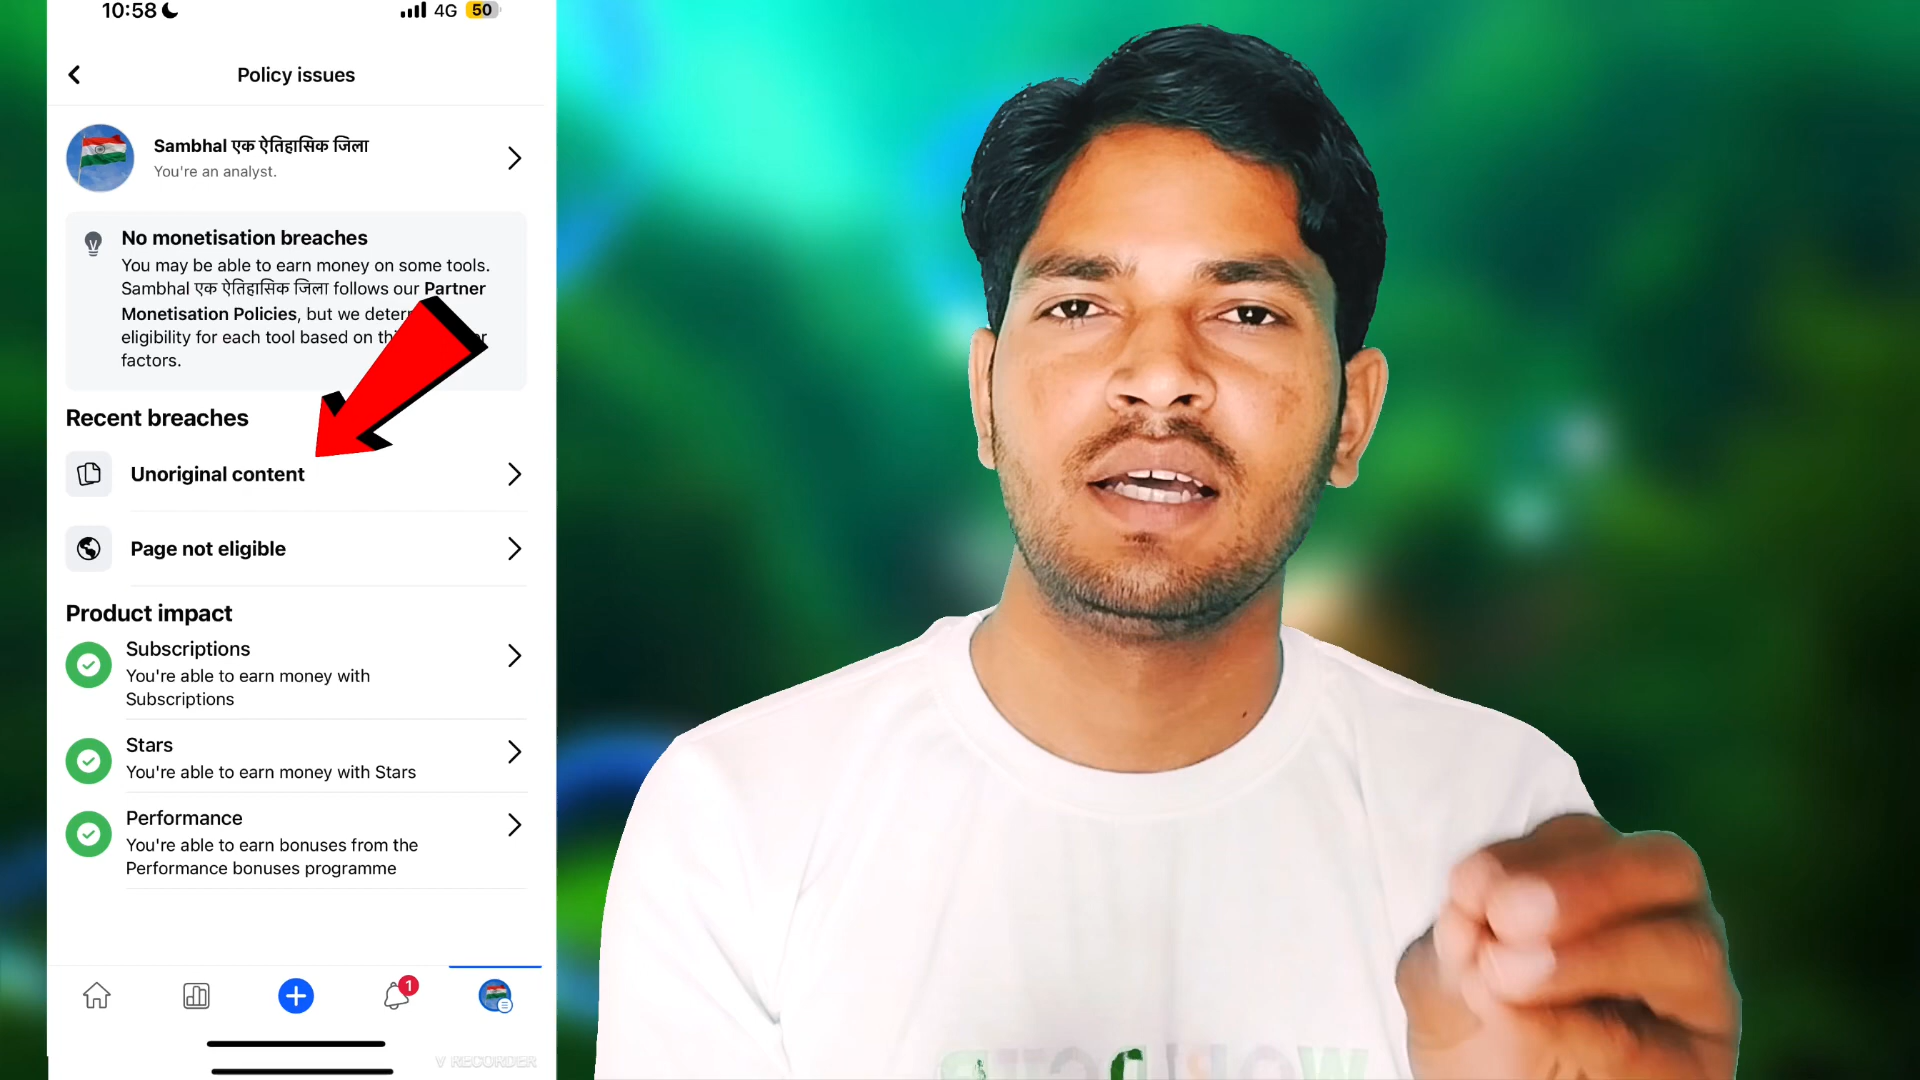 10:58
4G 50
Policy issues
Sambhal एक ऐतिहासिक जिला
You're an analyst.
No monetisation breaches
You may be able to earn money on some tools.
Sambhal एक ऐतिहासिक जिला follows our Partner
Monetisation Policies, but we
eligibility for each tool based on
factors.
Recent breaches
Unoriginal content
Page not eligible
Product impact
Subscriptions
You're able to earn money with
Subscriptions
Stars
You're able to earn money with Stars
Performance
You're able to earn bonuses from the
Performance bonuses programme
1
V RECORDER